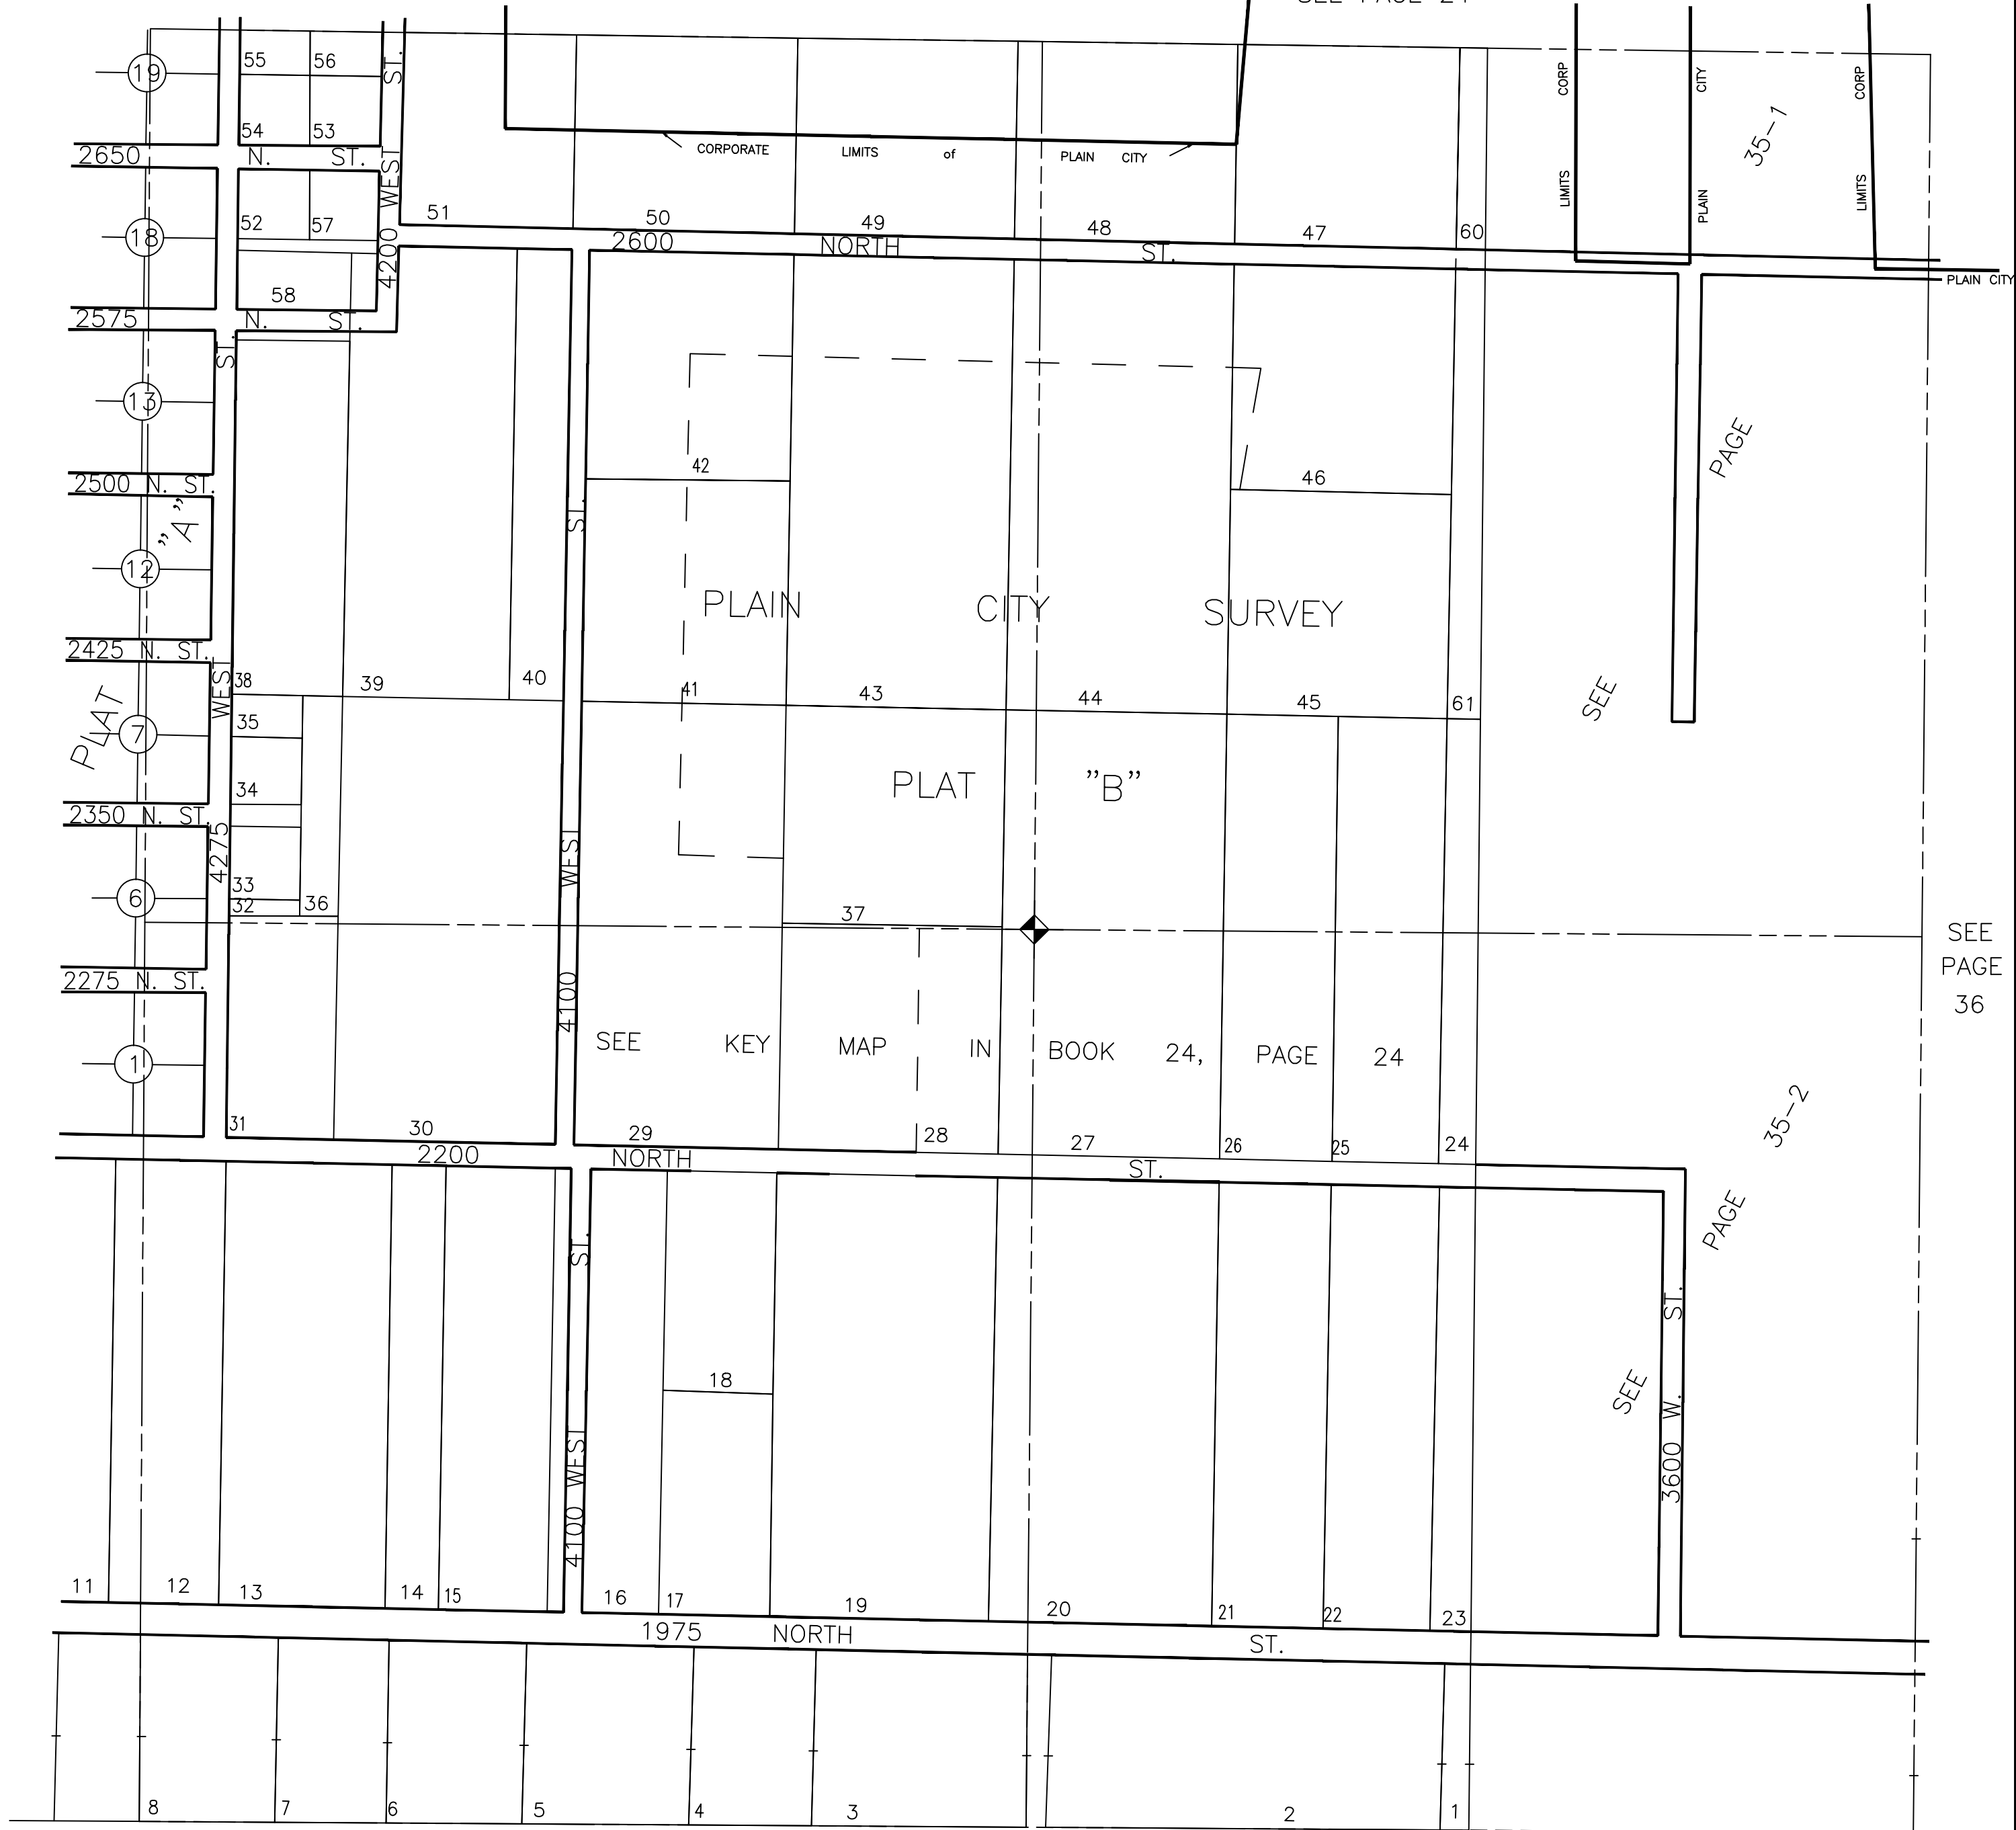 SEE PAGE 24
19
55
56
ST.
CORP
CITY
CORP
35-1
54
53
2650 N. ST.
CORPORATE LIMITS of PLAIN CITY
LIMITS
PLAIN
LIMITS
4200 WEST
18
52
57
51
50
49
48
47
60
2600 NORTH ST.
PLAIN CITY
58
2575 N. ST.
ST.
13
42
46
PAGE
2500 N. ST.
"A"
ST.
12
PLAIN CITY SURVEY
2425 N. ST.
38
39
40
41
43
44
45
61
SEE
WEST
PLAT
7
35
34
PLAT "B"
2350 N. ST.
4275
WEST
6
33
32
36
37
SEE
PAGE
36
2275 N. ST.
4100
SEE KEY MAP IN BOOK 24, PAGE 24
1
35-2
31
30
29
28
27
26
25
24
2200 NORTH ST.
PAGE
ST.
ST.
18
SEE
4100 WEST
3600 W.
11
12
13
14
15
16
17
19
20
21
22
23
1975 NORTH ST.
8
7
6
5
4
3
2
1